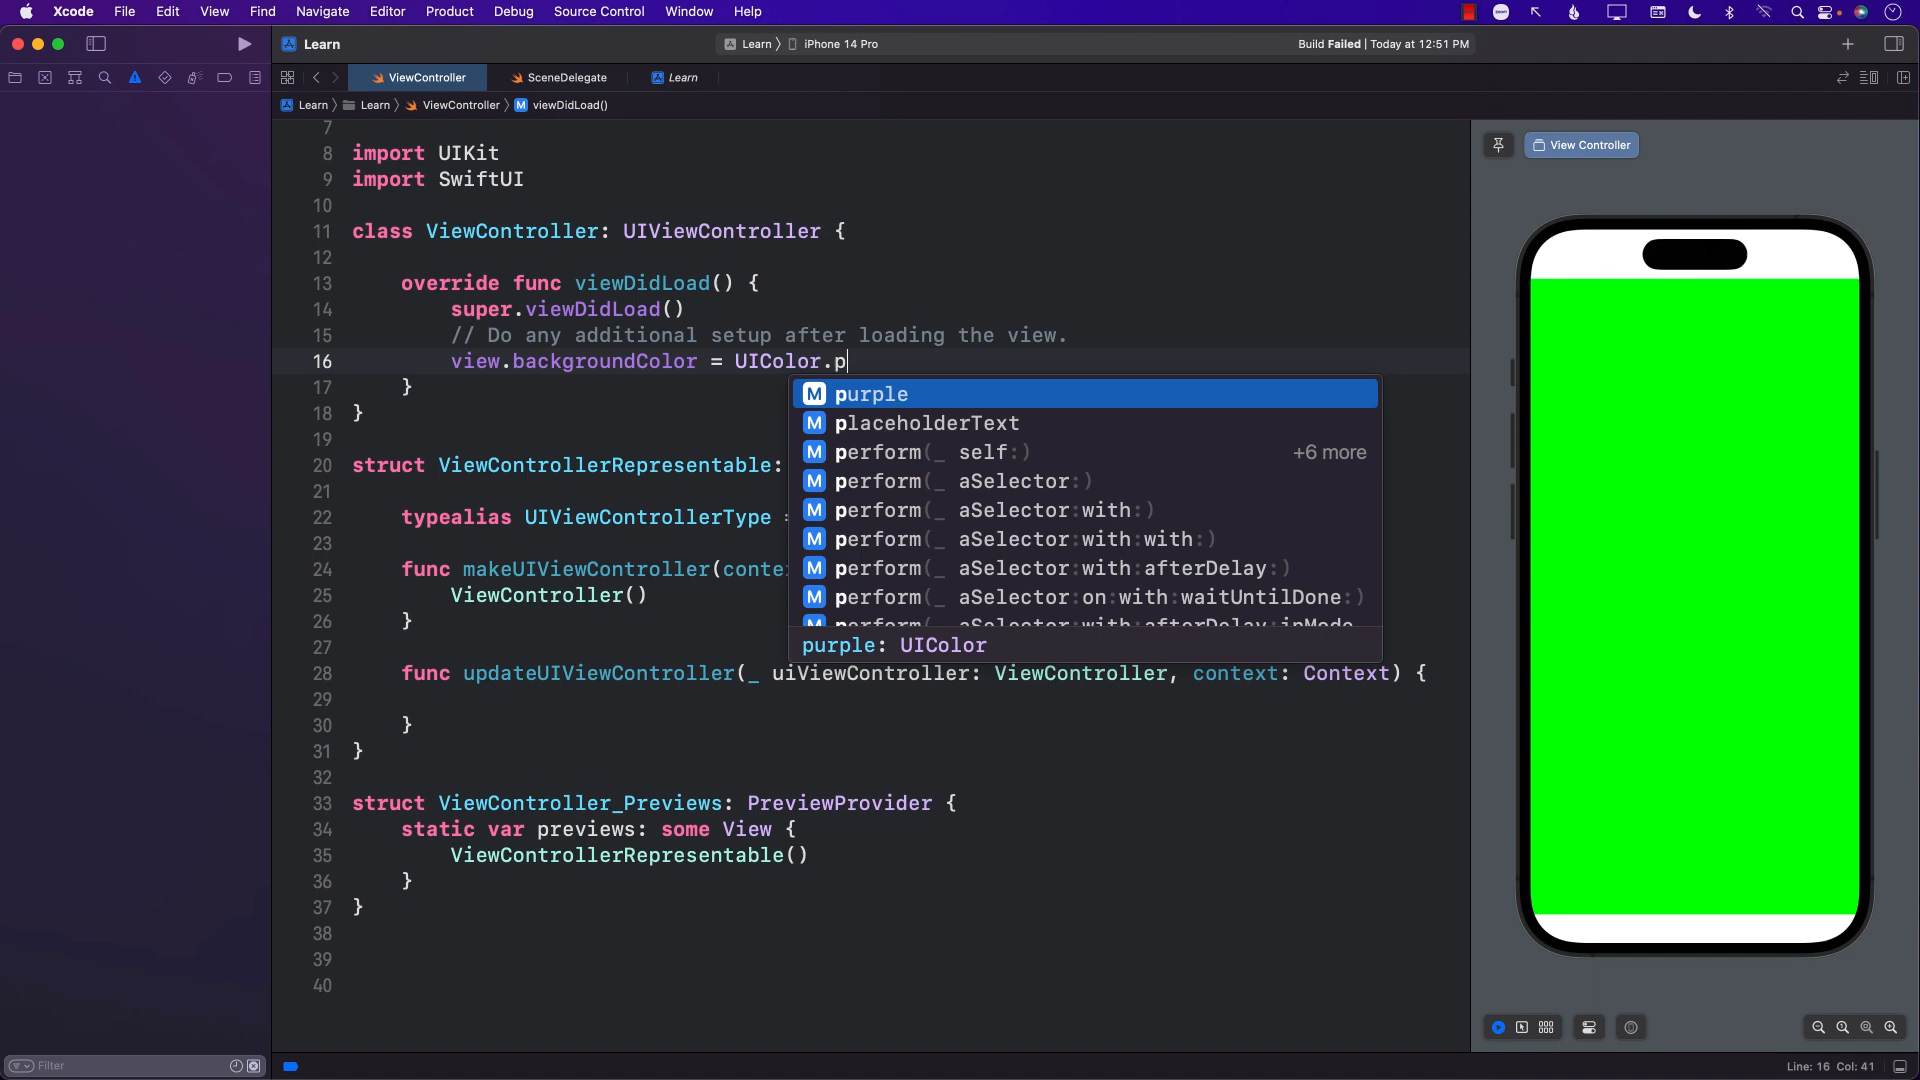 Xcode File Edit View Find Navigate Editor Product Debug Source Control Window Help
Learn
Learn iPhone 14 Pro
Build Failed | Today at 12:51 PM
ViewController
SceneDelegate
Learn
Learn Learn ViewController M viewDidLoad()
7
8 import UIKit
9 import SwiftUI
10
11 class ViewController: UIViewController {
12
13 override func viewDidLoad() {
14 super.viewDidLoad()
15 // Do any additional setup after loading the view.
16 view.backgroundColor = UIColor.p
17 }
18 }
19
20 struct ViewControllerRepresentable:
21
22 typealias UIViewControllerType
23
24 func makeUIViewController(conte
25 ViewController()
26 }
27
28 func updateUIViewController(_ uiViewController: ViewController, context: Context) {
29
30 }
31 }
32
33 struct ViewController_Previews: PreviewProvider {
34 static var previews: some View {
35 ViewControllerRepresentable()
36 }
37 }
38
39
40
M purple
M placeholderText
M perform(_ self:) +6 more
M perform(_ aSelector:)
M perform(_ aSelector:with:)
M perform(_ aSelector:with:with:)
M perform(_ aSelector:with:afterDelay:)
M perform(_ aSelector:on:with:waitUntilDone:)
M perform(_ aSelector:with:afterDelay:inMode
purple: UIColor
View Controller
Filter
Line: 16 Col: 41